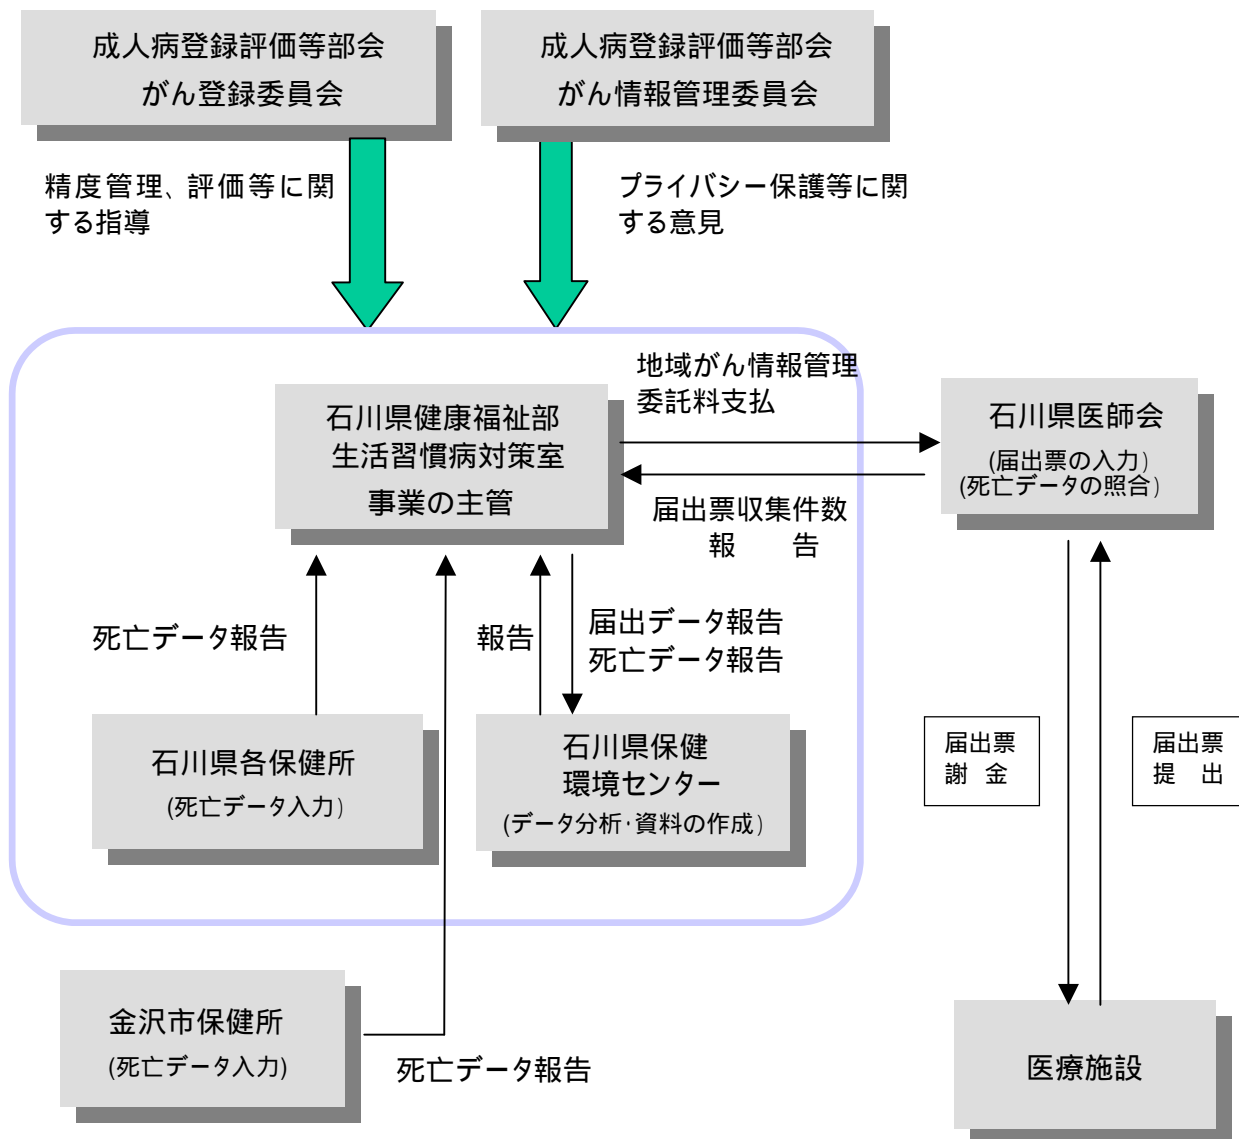 成人病登録評価等部会
がん登録委員会
成人病登録評価等部会
がん情報管理委員会
精度管理、評価等に関
する指導
プライバシー保護等に関
する意見
地域がん情報管理
委託料支払
石川県健康福祉部
生活習慣病対策室
事業の主管
石川県医師会
(届出票の入力)
(死亡データの照合)
届出票収集件数
報　　告
死亡データ報告
報告
届出データ報告
死亡データ報告
石川県各保健所
(死亡データ入力)
石川県保健
環境センター
(データ分析・資料の作成)
届出票
謝 金
届出票
提 出
金沢市保健所
(死亡データ入力)
死亡データ報告
医療施設